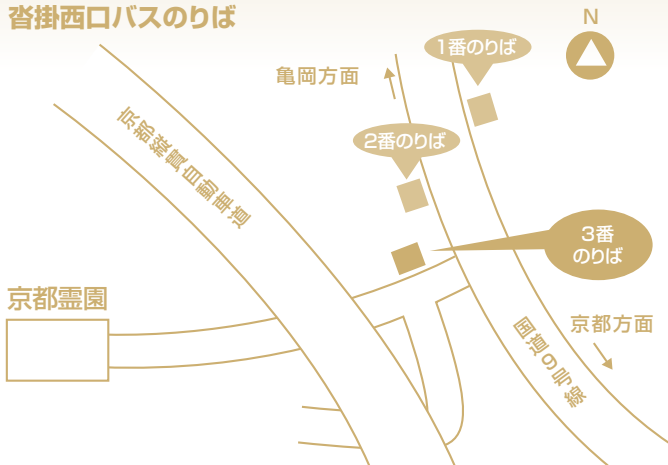 沓掛西口バスのりば
N
1番のりば
亀岡方面
京都縦貫自動車道
2番のりば
3番
のりば
京都霊園
国道9号線
京都方面